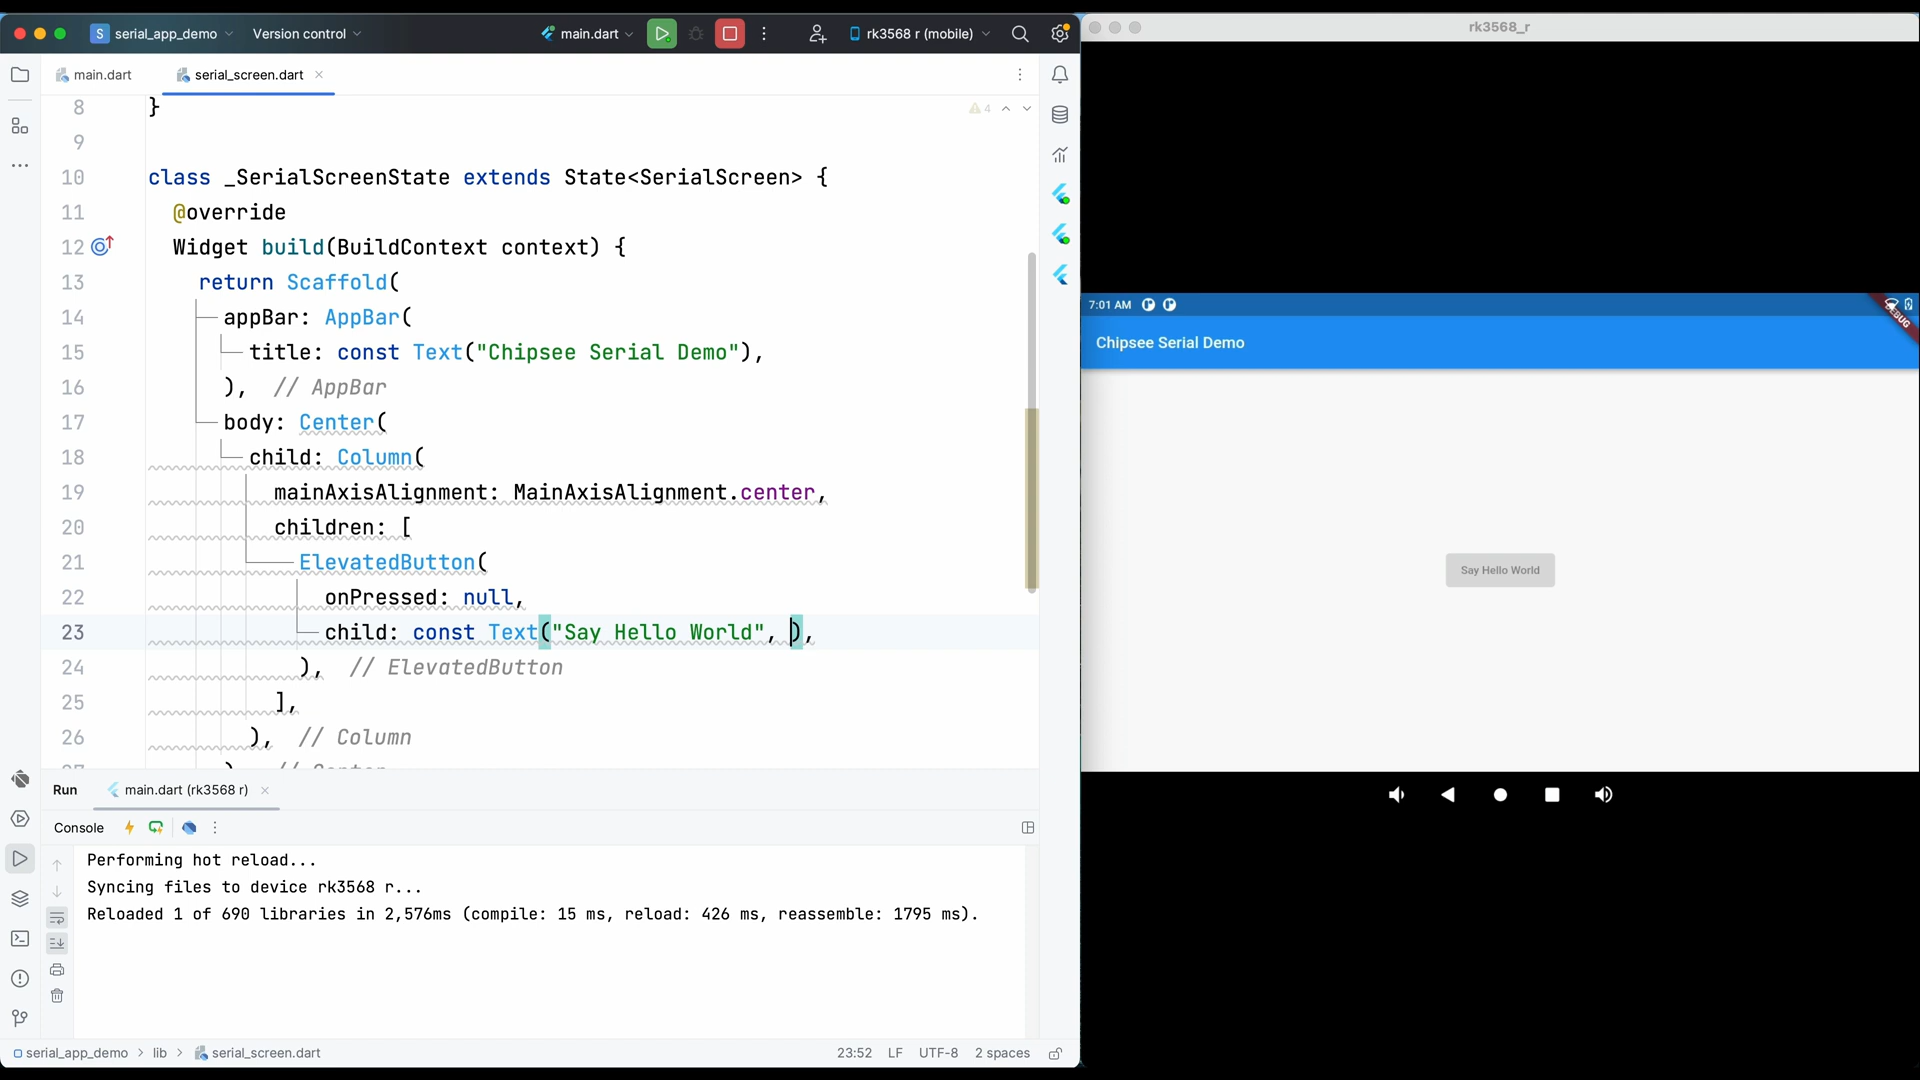 S serial_app_demo Version control main.dart rk3568 r (mobile)
rk3568_r
main.dart serial_screen.dart
8 }
4
9
10 class _SerialScreenState extends State<SerialScreen> {
11 @override
12 Widget build(BuildContext context) {
13 return Scaffold(
14 appBar: AppBar(
15 title: const Text("Chipsee Serial Demo"),
16 ), // AppBar
17 body: Center(
18 child: Column(
19 mainAxisAlignment: MainAxisAlignment.center,
20 children: [
21 ElevatedButton(
22 onPressed: null,
23 child: const Text("Say Hello World", ),
24 ), // ElevatedButton
25 ],
26 ), // Column
27 ), // Center
Run main.dart (rk3568 r)
Console
Performing hot reload...
Syncing files to device rk3568 r...
Reloaded 1 of 690 libraries in 2,576ms (compile: 15 ms, reload: 426 ms, reassemble: 1795 ms).
serial_app_demo > lib > serial_screen.dart 23:52 LF UTF-8 2 spaces
7:01 AM
DEBUG
Chipsee Serial Demo
Say Hello World